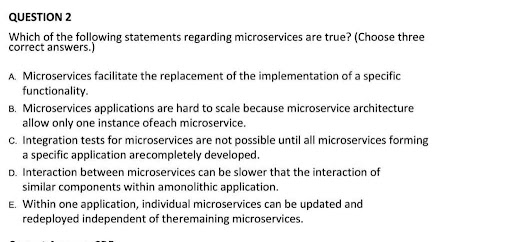 QUESTION 2
Which of the following statements regarding microservices are true? (Choose three
correct answers.)
A. Microservices facilitate the replacement of the implementation of a specific
functionality.
B. Microservices applications are hard to scale because microservice architecture
allow only one instance ofeach microservice.
C. Integration tests for microservices are not possible until all microservices forming
a specific application arecompletely developed.
D. Interaction between microservices can be slower that the interaction of
similar components within amonolithic application.
E. Within one application, individual microservices can be updated and
redeployed independent of theremaining microservices.